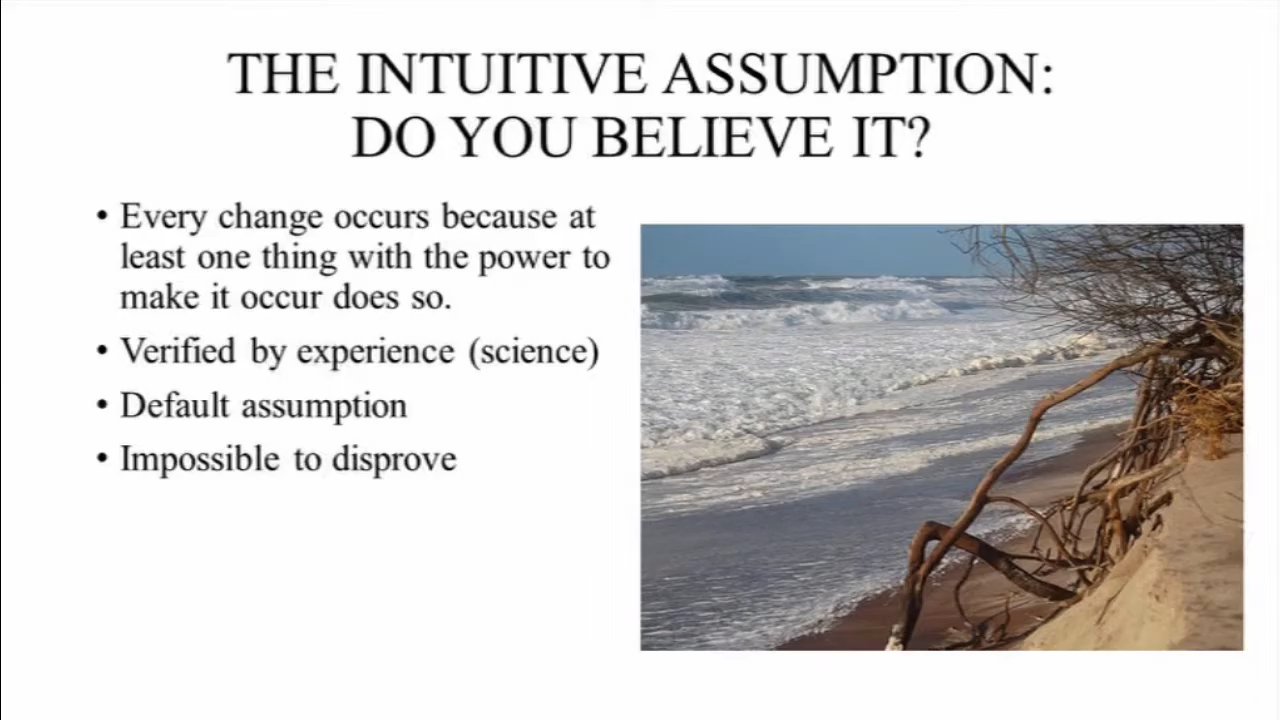 THE INTUITIVE ASSUMPTION:
DO YOU BELIEVE IT?
• Every change occurs because at
least one thing with the power to
make it occur does so.
• Verified by experience (science)
• Default assumption
• Impossible to disprove